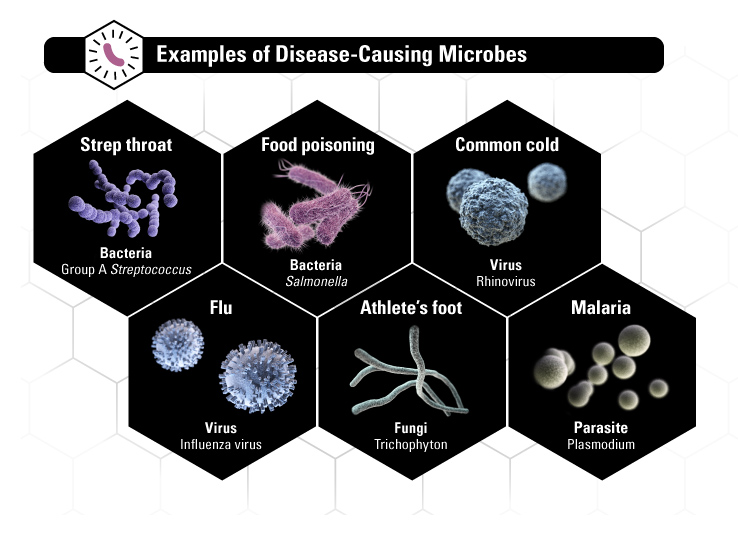 Examples of Disease-Causing Microbes
Strep throat
Bacteria
Group A Streptococcus
Food poisoning
Bacteria
Salmonella
Common cold
Virus
Rhinovirus
Flu
Virus
Influenza virus
Athlete's foot
Fungi
Trichophyton
Malaria
Parasite
Plasmodium